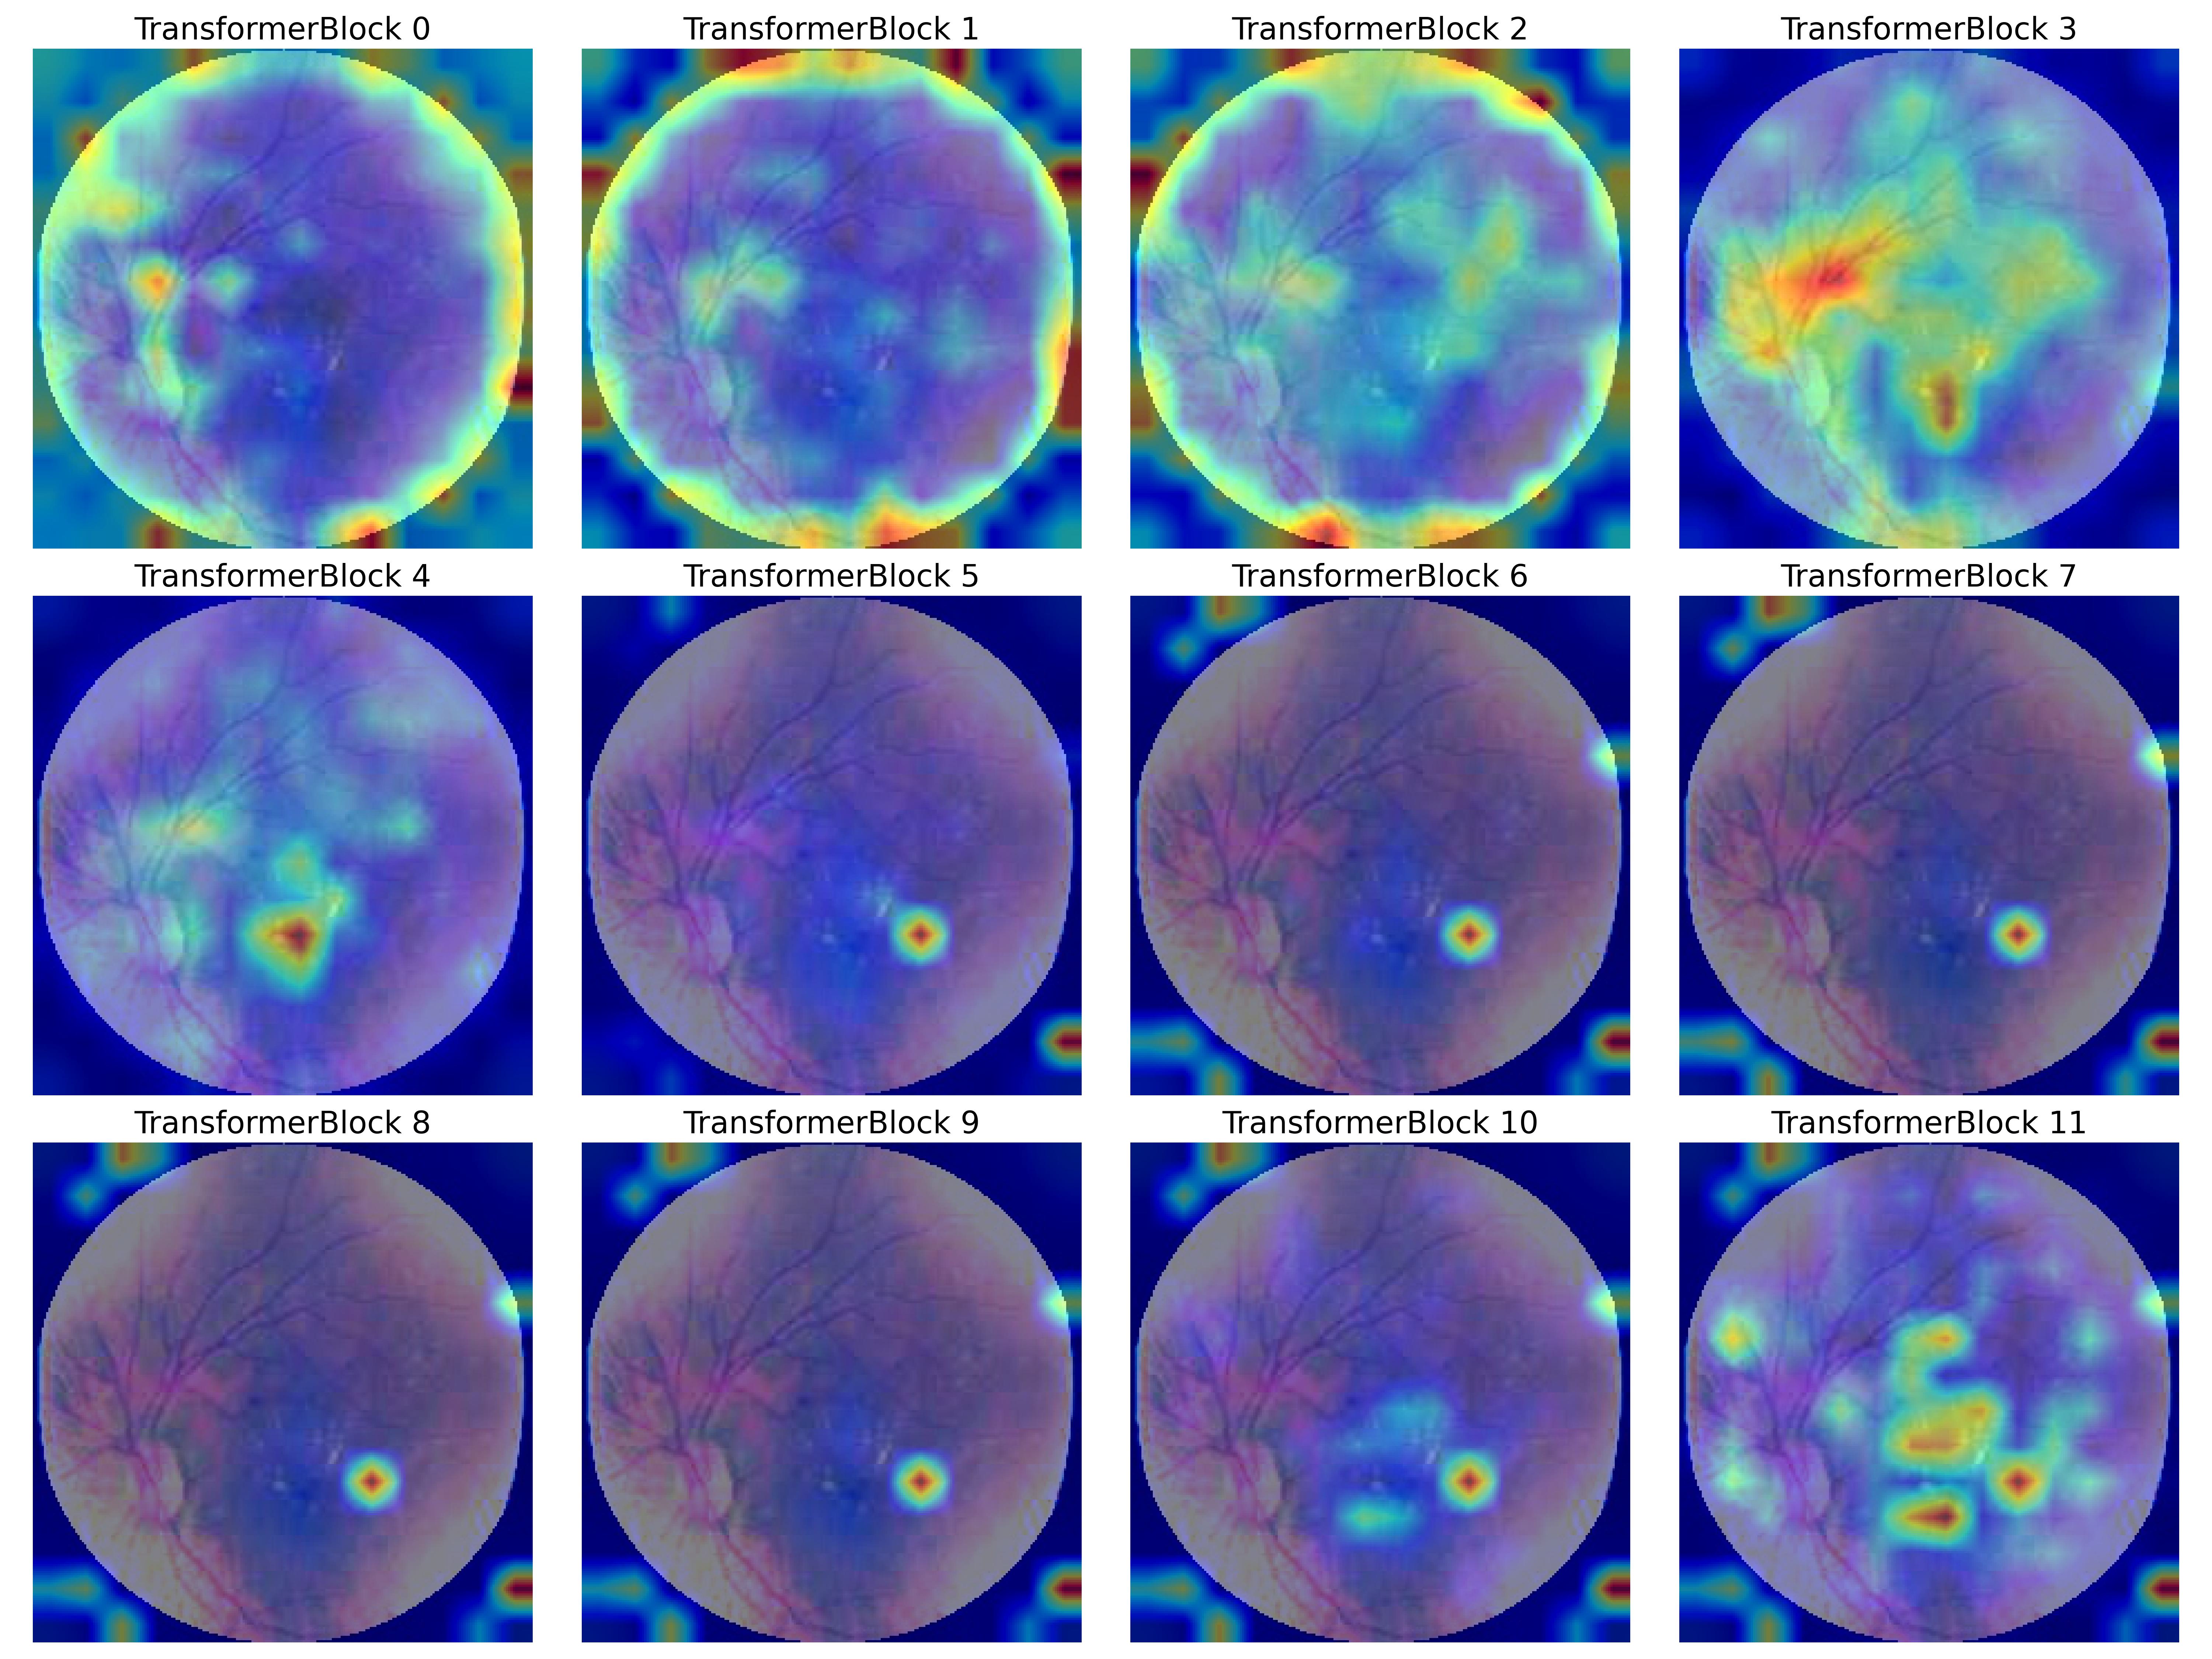 TransformerBlock 0
TransformerBlock 1
TransformerBlock 2
TransformerBlock 3
TransformerBlock 4
TransformerBlock 5
TransformerBlock 6
TransformerBlock 7
TransformerBlock 8
TransformerBlock 9
TransformerBlock 10
TransformerBlock 11